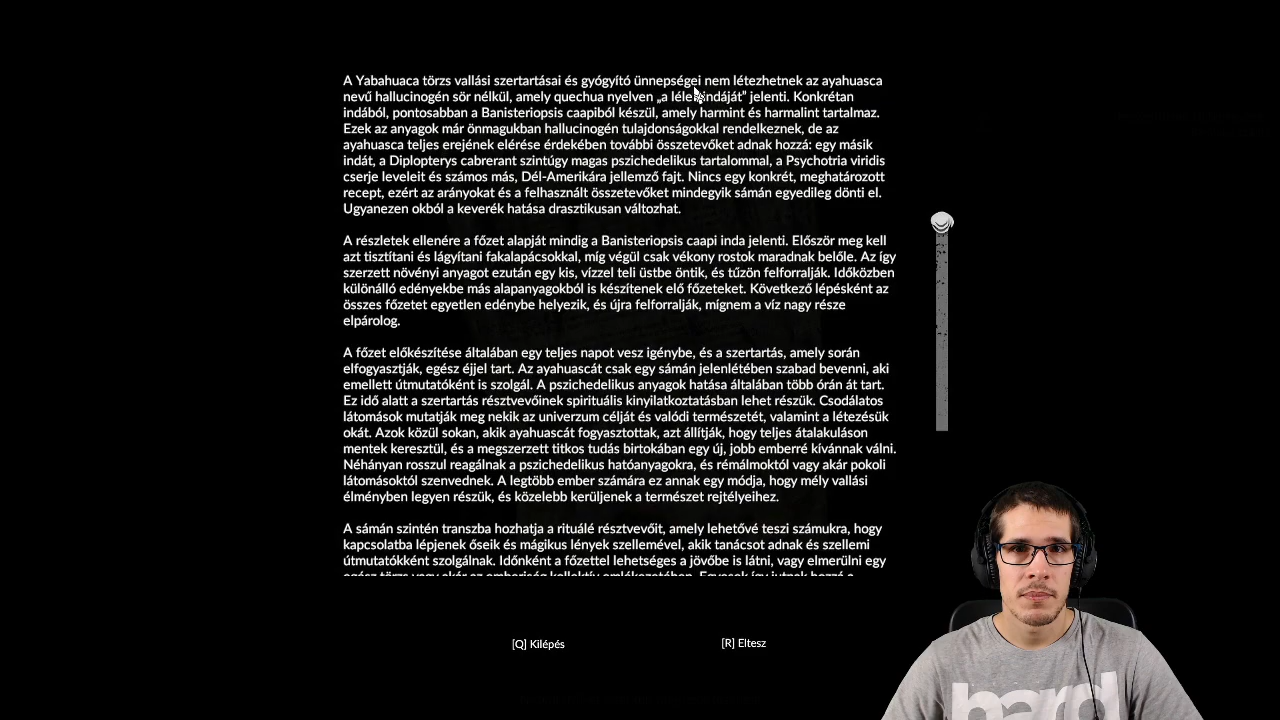 A Yabahuaca törzs vallási szertartásai és gyógyító ünnepségei nem létezhetnek az ayahuasca
nevű hallucinogén sör nélkül, amely quechua nyelven „a lélek indáját” jelenti. Konkrétan
indából, pontosabban a Banisteriopsis caapiból készül, amely harmint és harmalint tartalmaz.
Ezek az anyagok már önmagukban hallucinogén tulajdonságokkal rendelkeznek, de az
ayahuasca teljes erejének elérése érdekében további összetevőket adnak hozzá: egy másik
indát, a Diplopterys cabrerant szintúgy magas pszichedelikus tartalommal, a Psychotria viridis
cserje leveleit és számos más, Dél-Amerikára jellemző fajt. Nincs egy konkrét, meghatározott
recept, ezért az arányokat és a felhasznált összetevőket mindegyik sámán egyedileg dönti el.
Ugyanezen okból a keverék hatása drasztikusan változhat.
A részletek ellenére a főzet alapját mindig a Banisteriopsis caapi inda jelenti. Először meg kell
azt tisztítani és lágyítani fakalapácsokkal, míg végül csak vékony rostok maradnak belőle. Az így
szerzett növényi anyagot ezután egy kis, vízzel teli üstbe öntik, és tűzön felforralják. Időközben
különálló edényekbe más alapanyagokból is készítenek elő főzeteket. Következő lépésként az
összes főzetet egyetlen edénybe helyezik, és újra felforralják, mígnem a víz nagy része
elpárolog.
A főzet előkészítése általában egy teljes napot vesz igénybe, és a szertartás, amely során
elfogyasztják, egész éjjel tart. Az ayahuascát csak egy sámán jelenlétében szabad bevenni, aki
emellett útmutatóként is szolgál. A pszichedelikus anyagok hatása általában több órán át tart.
Ez idő alatt a szertartás résztvevőinek spirituális kinyilatkoztatásban lehet részük. Csodálatos
látomások mutatják meg nekik az univerzum célját és valódi természetét, valamint a létezésük
okát. Azok közül sokan, akik ayahuascát fogyasztottak, azt állítják, hogy teljes átalakuláson
mentek keresztül, és a megszerzett titkos tudás birtokában egy új, jobb emberré kívánnak válni.
Néhányan rosszul reagálnak a pszichedelikus hatóanyagokra, és rémálmoktól vagy akár pokoli
látomásoktól szenvednek. A legtöbb ember számára ez annak egy módja, hogy mély vallási
élményben legyen részük, és közelebb kerüljenek a természet rejtélyeihez.
A sámán szintén transzba hozhatja a rituálé résztvevőit, amely lehetővé teszi számukra, hogy
kapcsolatba lépjenek őseik és mágikus lények szellemével, akik tanácsot adnak és szellemi
útmutatókként szolgálnak. Időnként a főzettel lehetséges a jövőbe is látni, vagy elmerülni egy
egész törzs vagy akár az emberiség kollektív emlékezetében. Egyesek így jutnak hozzá a
[Q] Kilépés
[R] Eltesz
hard